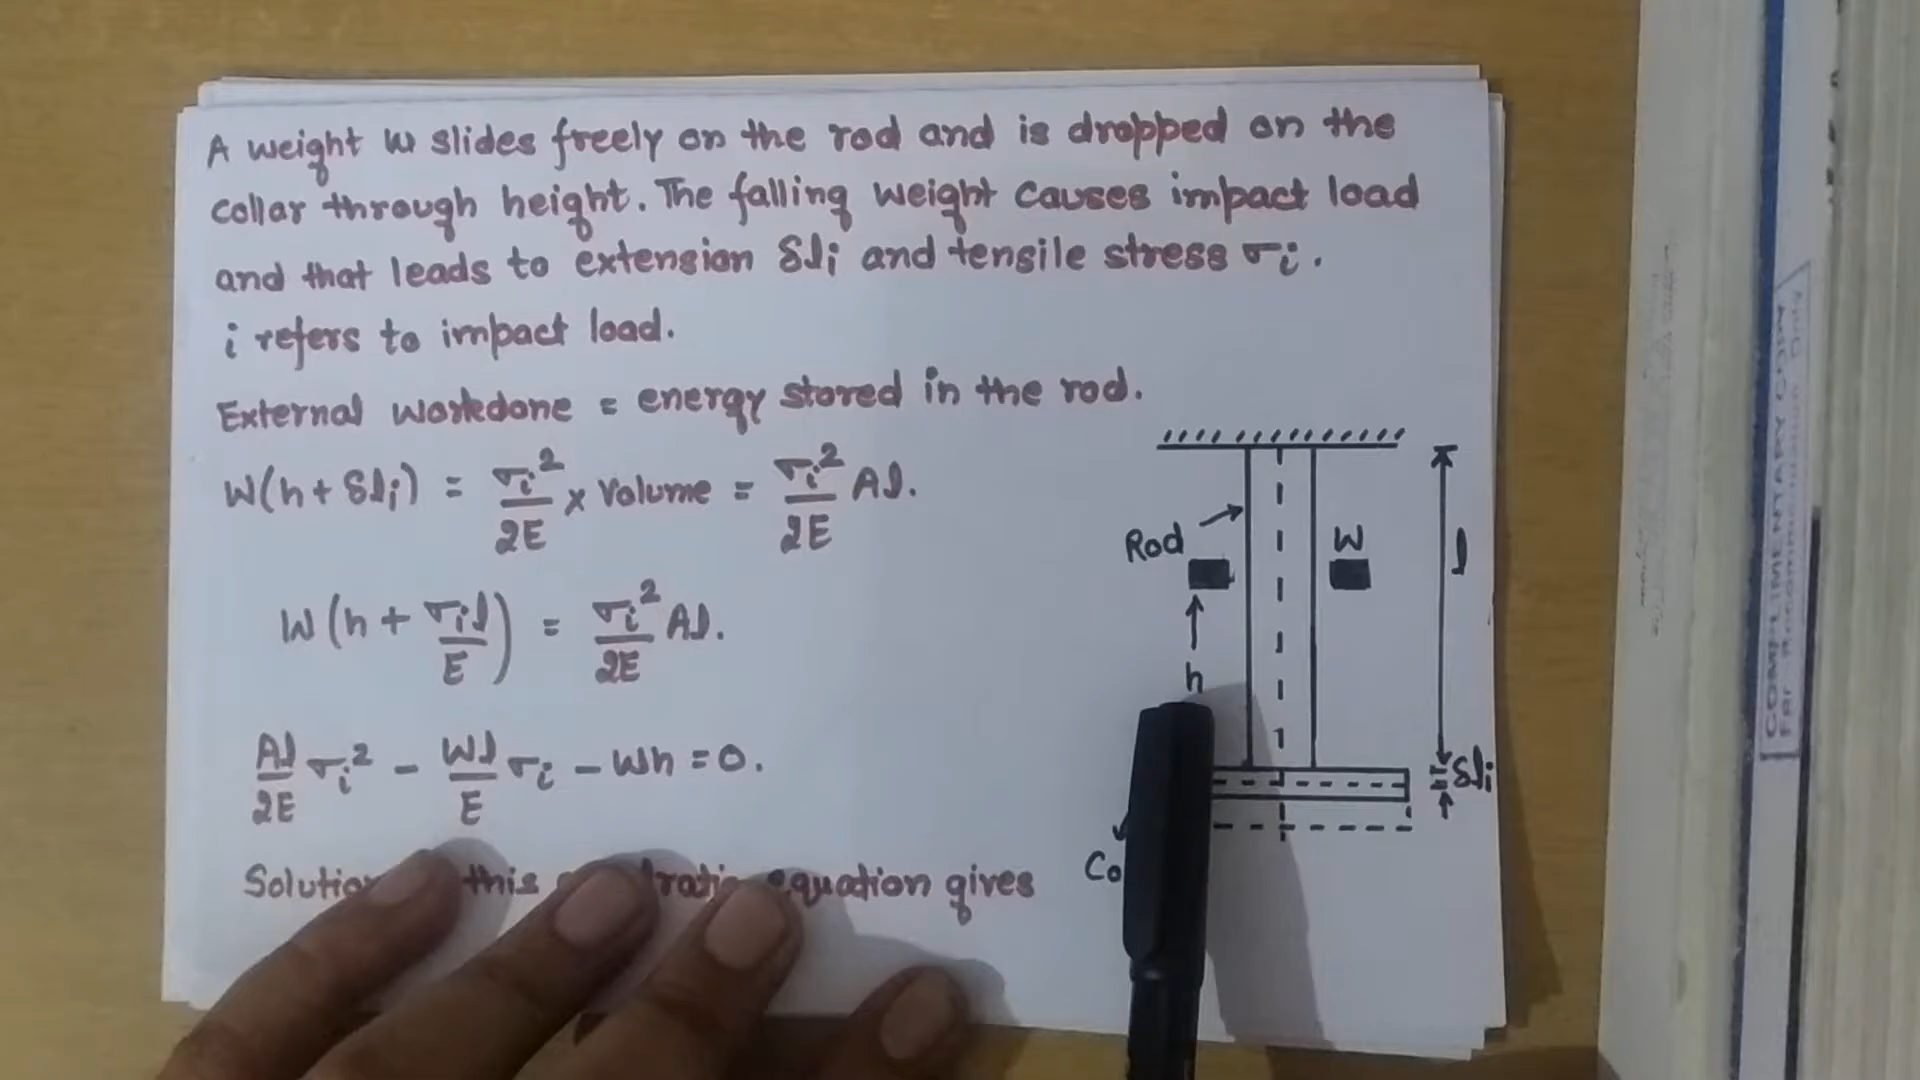 A weight W slides freely on the rod and is dropped on the
collar through height. The falling weight causes impact load
and that leads to extension δli and tensile stress σi.
i refers to impact load.
External workdone = energy stored in the rod.
W(h + δli) = σi²/2E × Volume = σi²/2E Al.
W(h + σil/E) = σi²/2E Al.
Al/2E σi² - Wl/E σi - Wh = 0.
this equation gives
Rod
W
l
h
δli
COMPLIMENTARY COPY